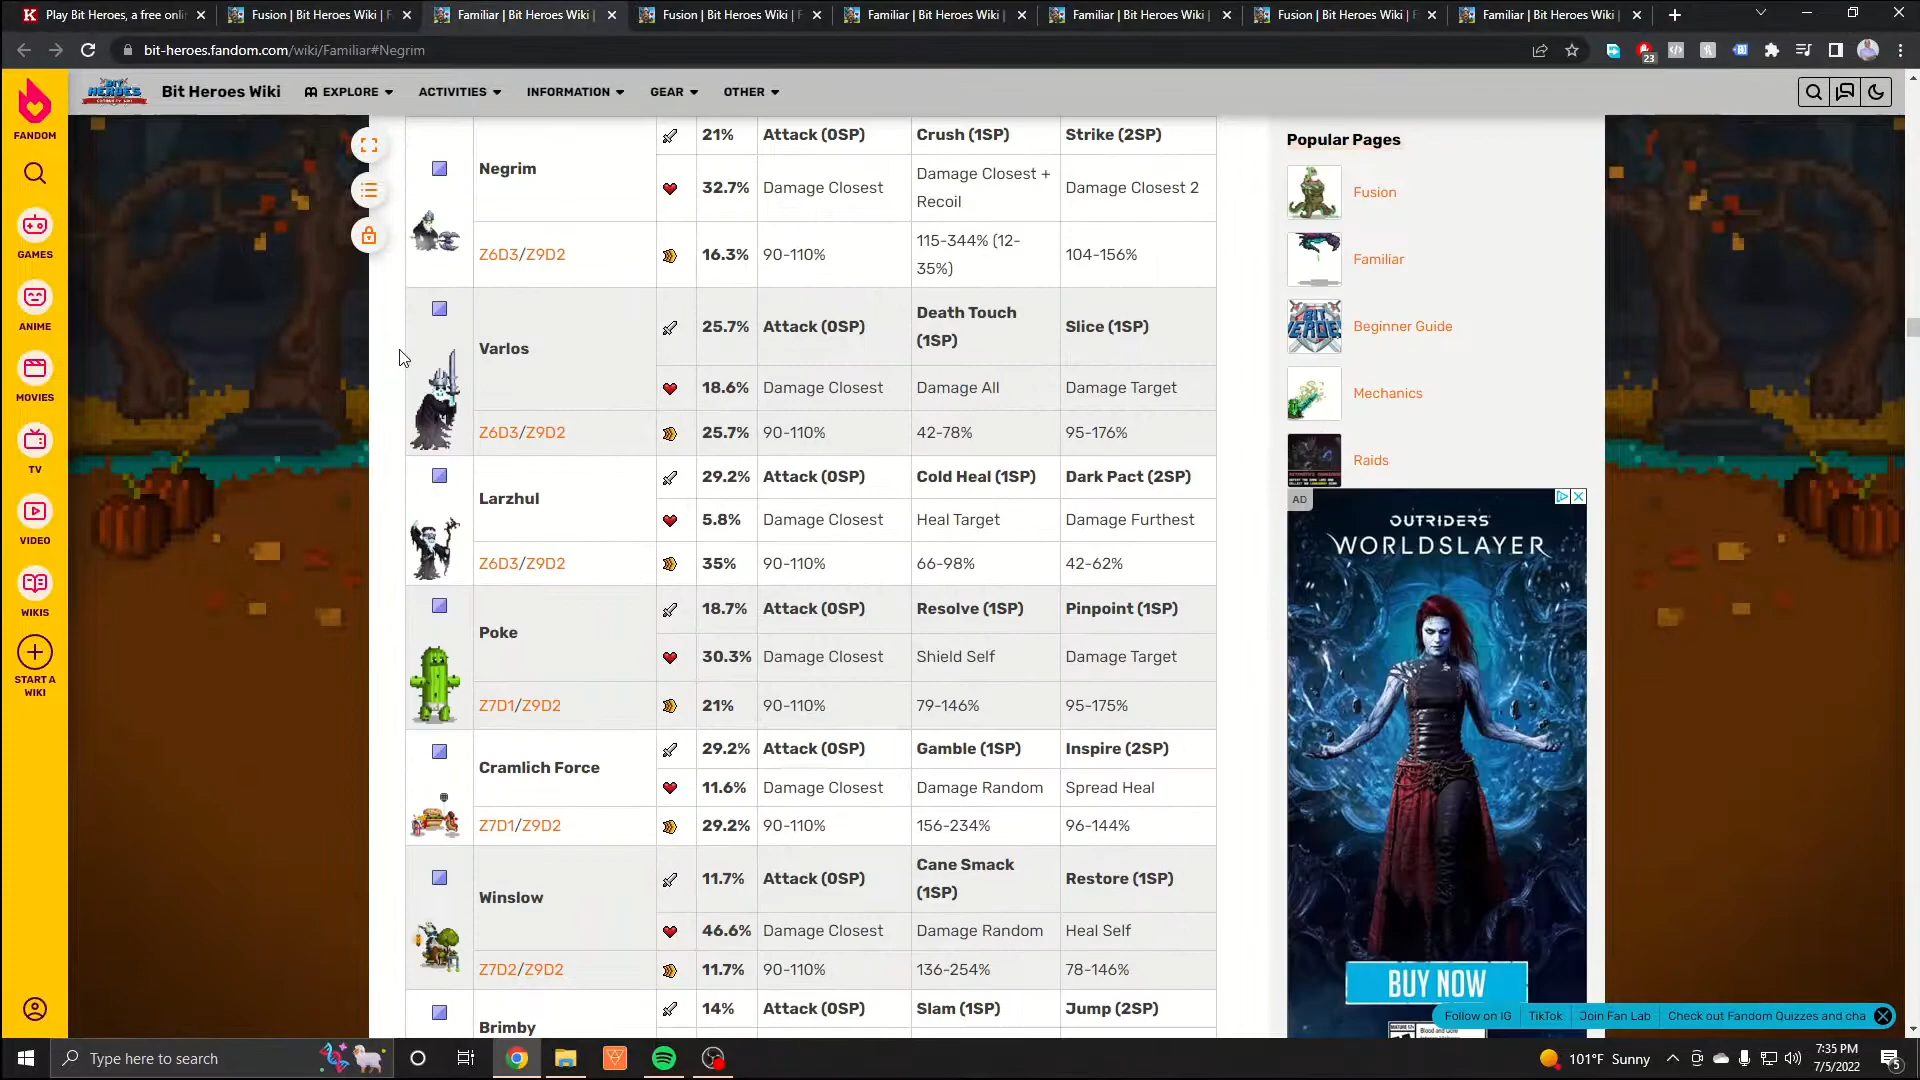 Play Bit Heroes, a free onli
Fusion | Bit Heroes Wiki | F
Familiar | Bit Heroes Wiki |
Fusion | Bit Heroes Wiki | F
Familiar | Bit Heroes Wiki |
Familiar | Bit Heroes Wiki |
Fusion | Bit Heroes Wiki | F
Familiar | Bit Heroes Wiki |
bit-heroes.fandom.com/wiki/Familiar#Negrim
23
FANDOM
GAMES
ANIME
MOVIES
TV
VIDEO
WIKIS
START A
WIKI
BIT
HEROES
Bit Heroes Wiki
EXPLORE
ACTIVITIES
INFORMATION
GEAR
OTHER
Negrim
21%
Attack (0SP)
Crush (1SP)
Strike (2SP)
32.7%
Damage Closest
Damage Closest +
Recoil
Damage Closest 2
Z6D3/Z9D2
16.3%
90-110%
115-344% (12-
35%)
104-156%
Varlos
25.7%
Attack (0SP)
Death Touch
(1SP)
Slice (1SP)
18.6%
Damage Closest
Damage All
Damage Target
Z6D3/Z9D2
25.7%
90-110%
42-78%
95-176%
Larzhul
29.2%
Attack (0SP)
Cold Heal (1SP)
Dark Pact (2SP)
5.8%
Damage Closest
Heal Target
Damage Furthest
Z6D3/Z9D2
35%
90-110%
66-98%
42-62%
Poke
18.7%
Attack (0SP)
Resolve (1SP)
Pinpoint (1SP)
30.3%
Damage Closest
Shield Self
Damage Target
Z7D1/Z9D2
21%
90-110%
79-146%
95-175%
Cramlich Force
29.2%
Attack (0SP)
Gamble (1SP)
Inspire (2SP)
11.6%
Damage Closest
Damage Random
Spread Heal
Z7D1/Z9D2
29.2%
90-110%
156-234%
96-144%
Winslow
11.7%
Attack (0SP)
Cane Smack
(1SP)
Restore (1SP)
46.6%
Damage Closest
Damage Random
Heal Self
Z7D2/Z9D2
11.7%
90-110%
136-254%
78-146%
Brimby
14%
Attack (0SP)
Slam (1SP)
Jump (2SP)
Popular Pages
Fusion
Familiar
Beginner Guide
Mechanics
Raids
AD
OUTRIDERS
WORLDSLAYER
BUY NOW
Follow on IG
TikTok
Join Fan Lab
Check out Fandom Quizzes and cha
Type here to search
101°F Sunny
7:35 PM
7/5/2022
5